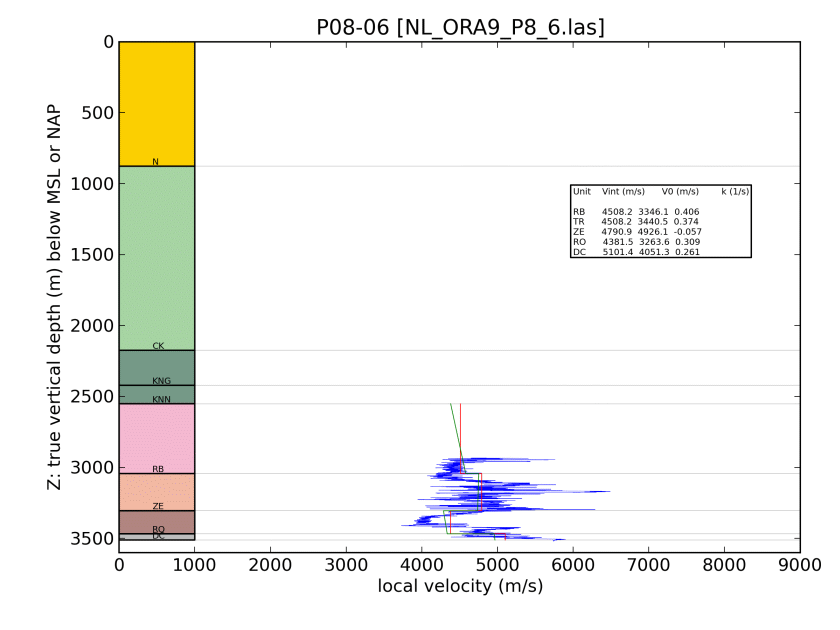 P08-06 [NL_ORA9_P8_6.las]
Z: true vertical depth (m) below MSL or NAP
0
500
1000
1500
2000
2500
3000
3500
N
CK
KNG
KNN
RB
ZE
RO
DC
Unit Vint (m/s) V0 (m/s) k (1/s)
RB 4508.2 3346.1 0.406
TR 4508.2 3440.5 0.374
ZE 4790.9 4926.1 -0.057
RO 4381.5 3263.6 0.309
DC 5101.4 4051.3 0.261
0 1000 2000 3000 4000 5000 6000 7000 8000 9000
local velocity (m/s)